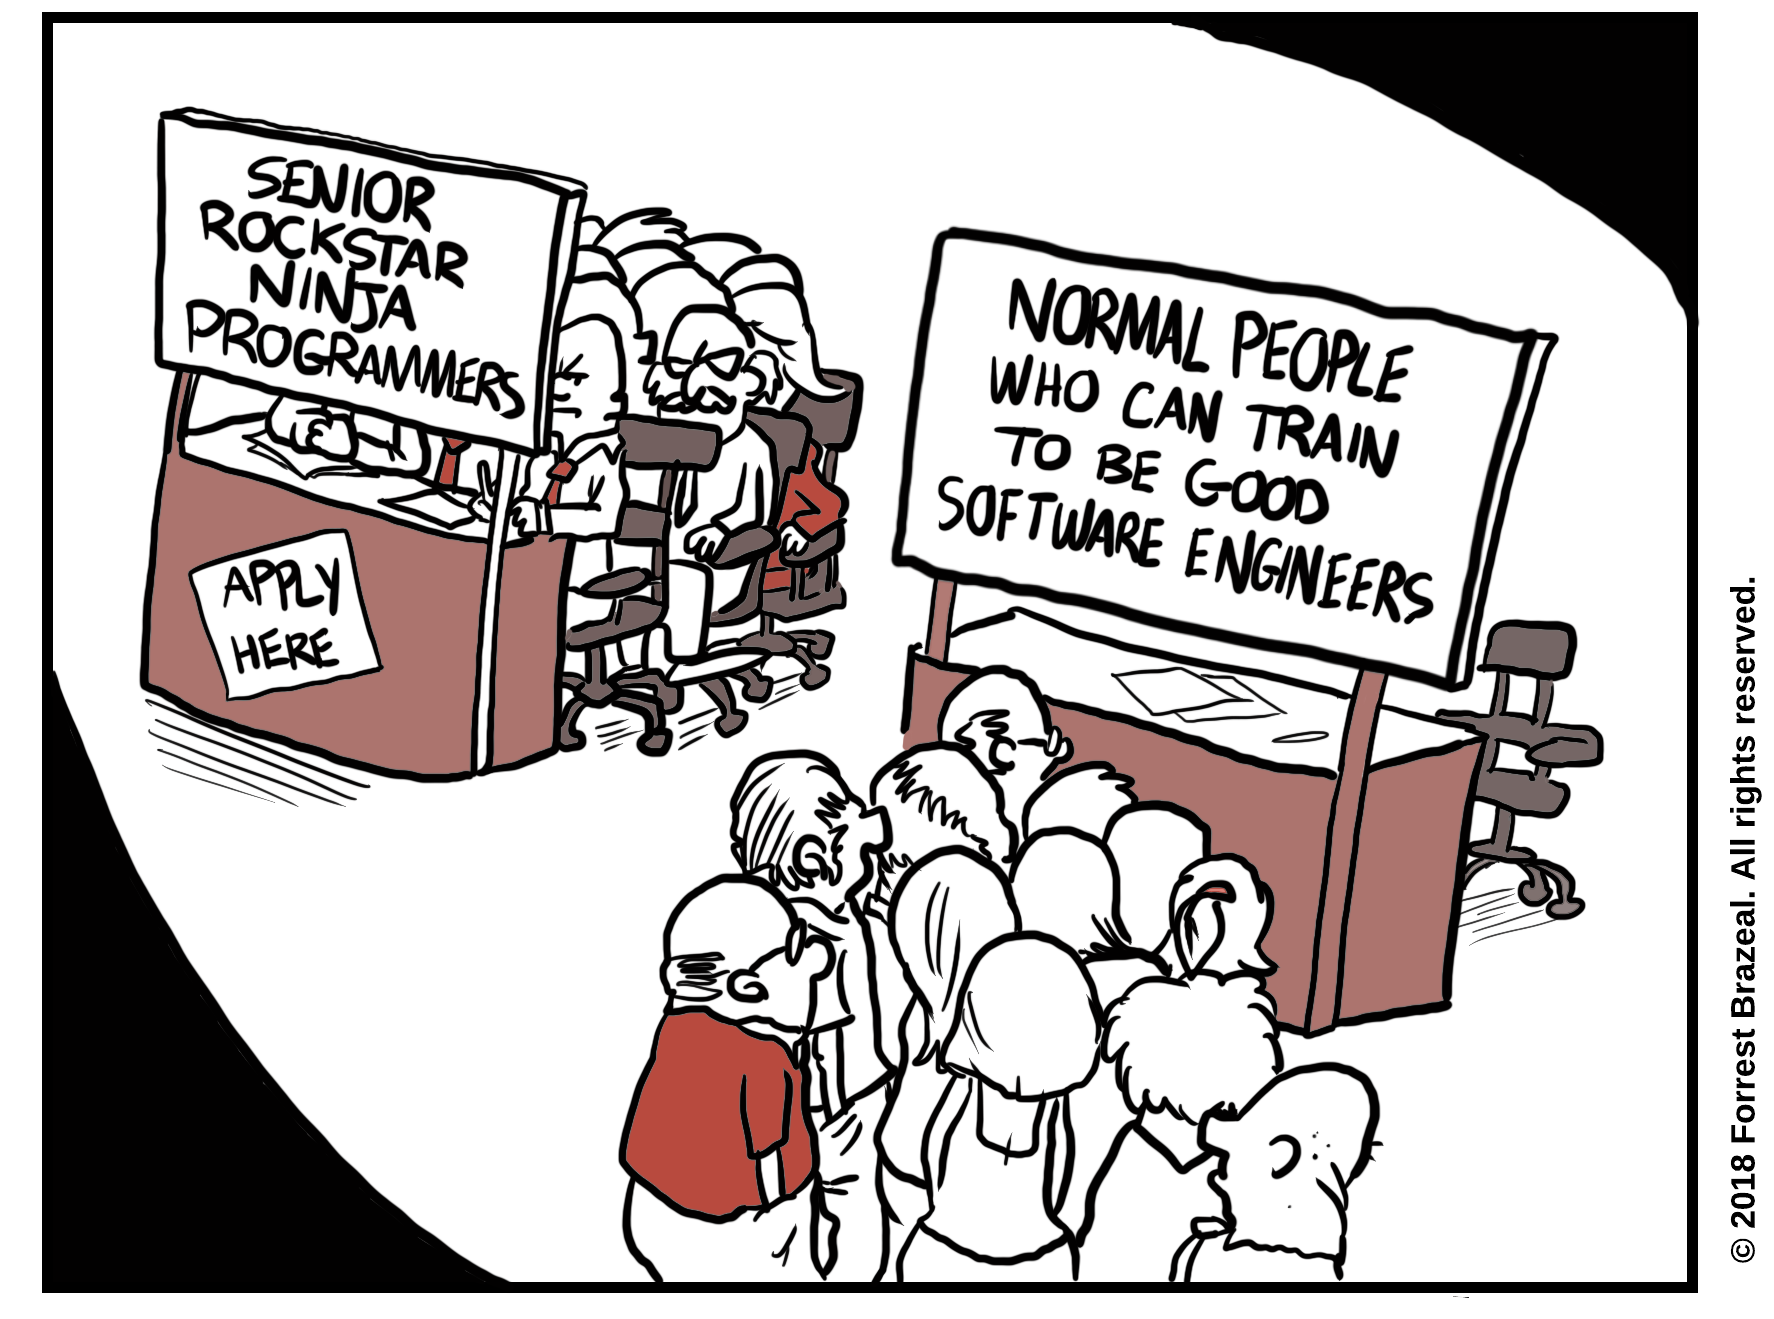 SENIOR
ROCKSTAR
NINJA
PROGRAMMERS
APPLY
HERE
NORMAL PEOPLE
WHO CAN TRAIN
TO BE GOOD
SOFTWARE ENGINEERS
© 2018 Forrest Brazeal. All rights reserved.